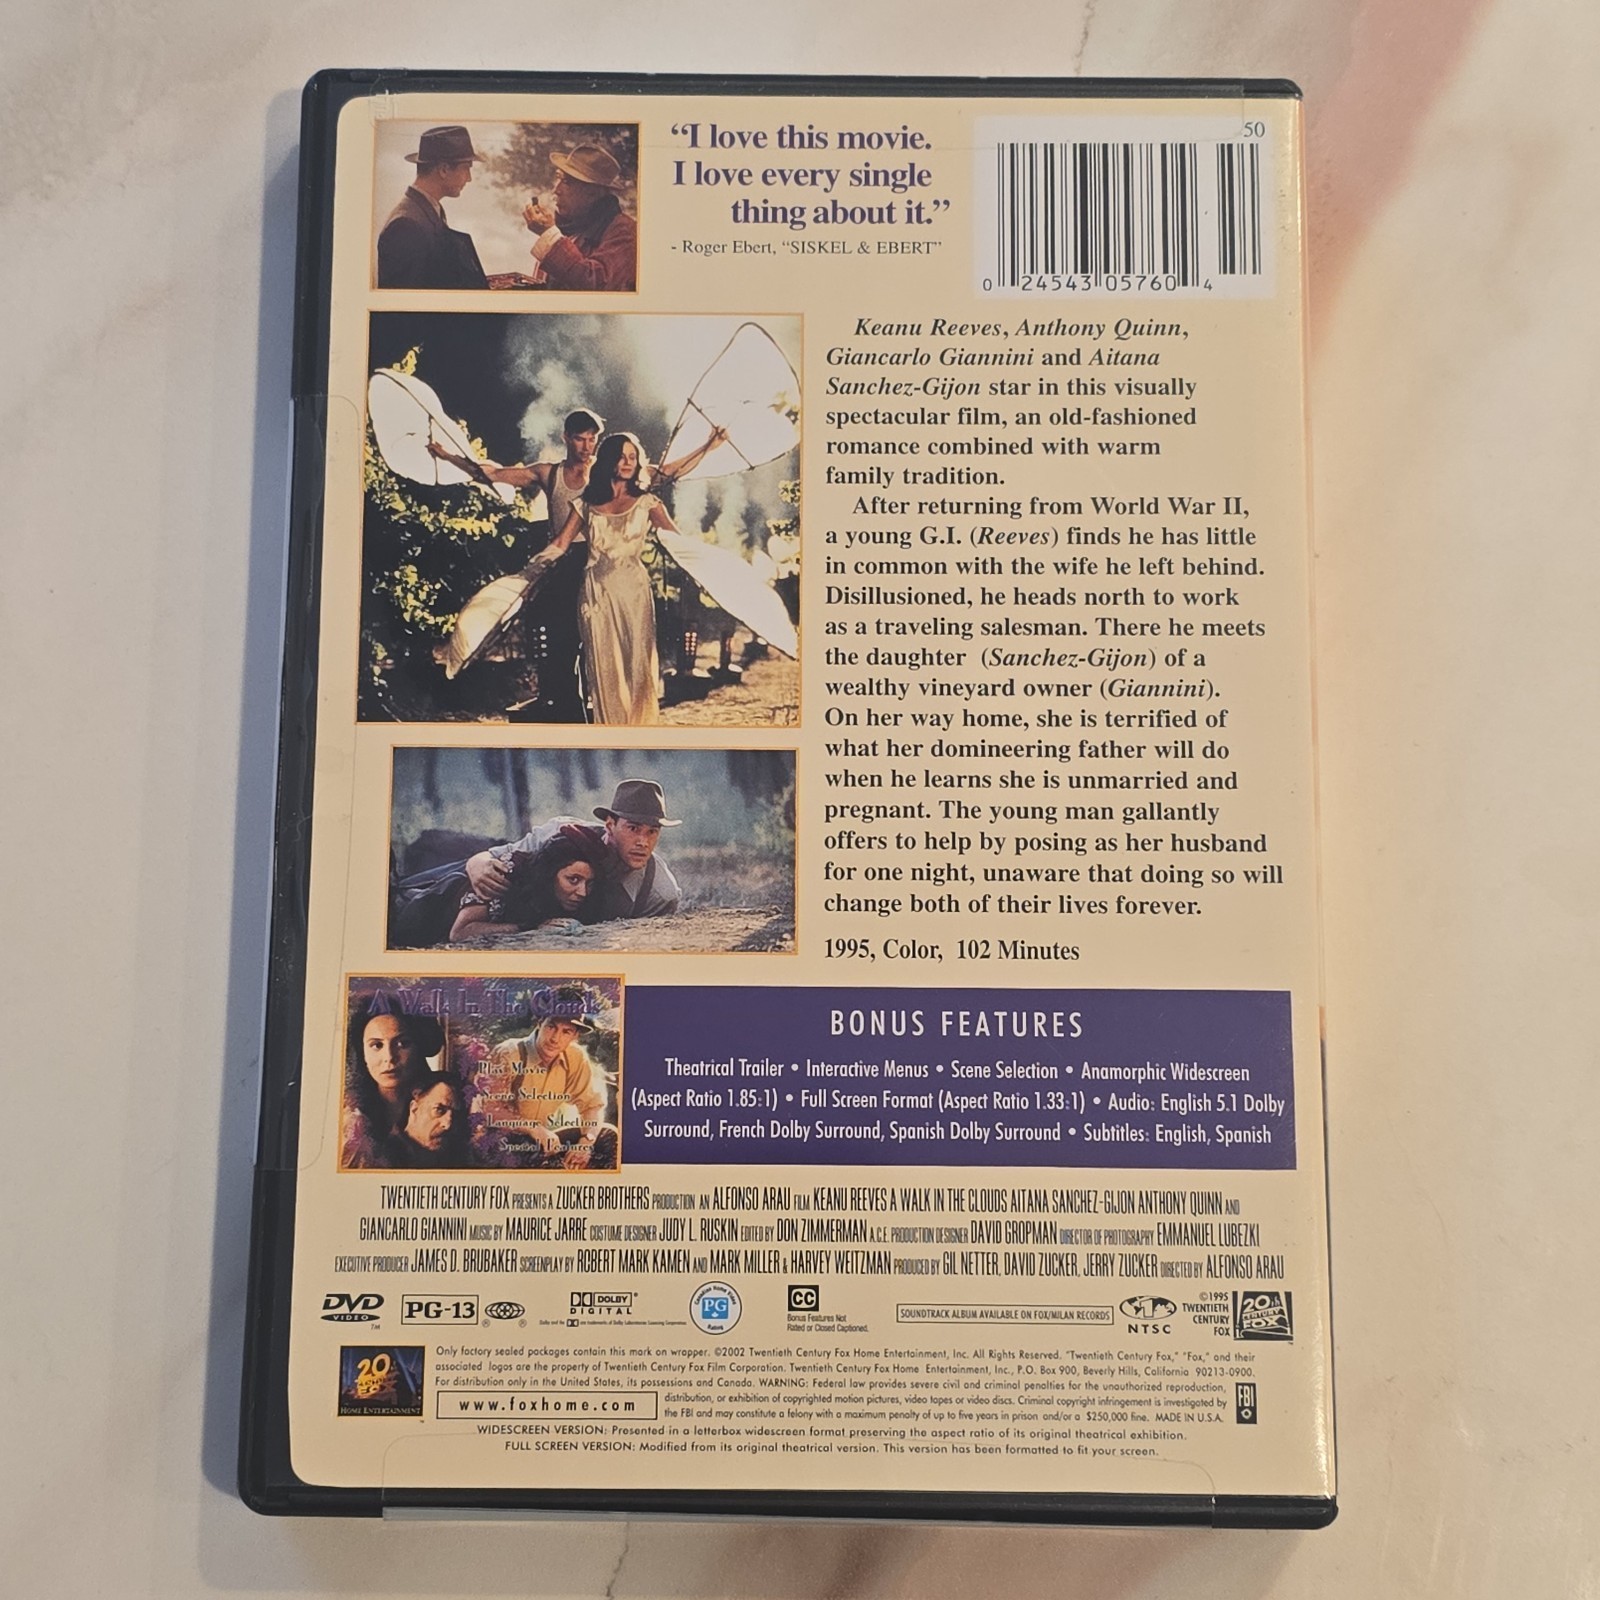 “I love this movie.
I love every single
thing about it.”
- Roger Ebert, “SISKEL & EBERT”
50
0 24543 05760 4
Keanu Reeves, Anthony Quinn,
Giancarlo Giannini and Aitana
Sanchez-Gijon star in this visually
spectacular film, an old-fashioned
romance combined with warm
family tradition.
After returning from World War II,
a young G.I. (Reeves) finds he has little
in common with the wife he left behind.
Disillusioned, he heads north to work
as a traveling salesman. There he meets
the daughter (Sanchez-Gijon) of a
wealthy vineyard owner (Giannini).
On her way home, she is terrified of
what her domineering father will do
when he learns she is unmarried and
pregnant. The young man gallantly
offers to help by posing as her husband
for one night, unaware that doing so will
change both of their lives forever.
1995, Color, 102 Minutes
A Walk In The Clouds
Play Movie
Scene Selection
Language Selection
Special Features
BONUS FEATURES
Theatrical Trailer • Interactive Menus • Scene Selection • Anamorphic Widescreen
(Aspect Ratio 1.85:1) • Full Screen Format (Aspect Ratio 1.33:1) • Audio: English 5.1 Dolby
Surround, French Dolby Surround, Spanish Dolby Surround • Subtitles: English, Spanish
TWENTIETH CENTURY FOX PRESENTS A ZUCKER BROTHERS PRODUCTION AN ALFONSO ARAU FILM KEANU REEVES A WALK IN THE CLOUDS AITANA SANCHEZ-GIJON ANTHONY QUINN AND
GIANCARLO GIANNINI MUSIC BY MAURICE JARRE COSTUME DESIGNER JUDY L. RUSKIN EDITED BY DON ZIMMERMAN A.C.E. PRODUCTION DESIGNER DAVID GROPMAN DIRECTOR OF PHOTOGRAPHY EMMANUEL LUBEZKI
EXECUTIVE PRODUCER JAMES D. BRUBAKER SCREENPLAY BY ROBERT MARK KAMEN AND MARK MILLER & HARVEY WEITZMAN PRODUCED BY GIL NETTER, DAVID ZUCKER, JERRY ZUCKER DIRECTED BY ALFONSO ARAU
DVD VIDEO TM
PG-13 ®
DOLBY DIGITAL ®
Dolby and the DD are trademarks of Dolby Laboratories Licensing Corporation.
Canadian Home Video PG Rating
CC
Bonus Features Not
Rated or Closed Captioned.
SOUNDTRACK ALBUM AVAILABLE ON FOX/MILAN RECORDS
1 NTSC
©1995
TWENTIETH
CENTURY
FOX
20th CENTURY FOX
20th CENTURY FOX
HOME ENTERTAINMENT
Only factory sealed packages contain this mark on wrapper. ©2002 Twentieth Century Fox Home Entertainment, Inc. All Rights Reserved. "Twentieth Century Fox," "Fox," and their
associated logos are the property of Twentieth Century Fox Film Corporation. Twentieth Century Fox Home Entertainment, Inc., P.O. Box 900, Beverly Hills, California 90213-0900.
For distribution only in the United States, its possessions and Canada. WARNING: Federal law provides severe civil and criminal penalties for the unauthorized reproduction,
www.foxhome.com
distribution, or exhibition of copyrighted motion pictures, video tapes or video discs. Criminal copyright infringement is investigated by
the FBI and may constitute a felony with a maximum penalty of up to five years in prison and/or a $250,000 fine. MADE IN U.S.A.
FBI
WIDESCREEN VERSION: Presented in a letterbox widescreen format preserving the aspect ratio of its original theatrical exhibition.
FULL SCREEN VERSION: Modified from its original theatrical version. This version has been formatted to fit your screen.